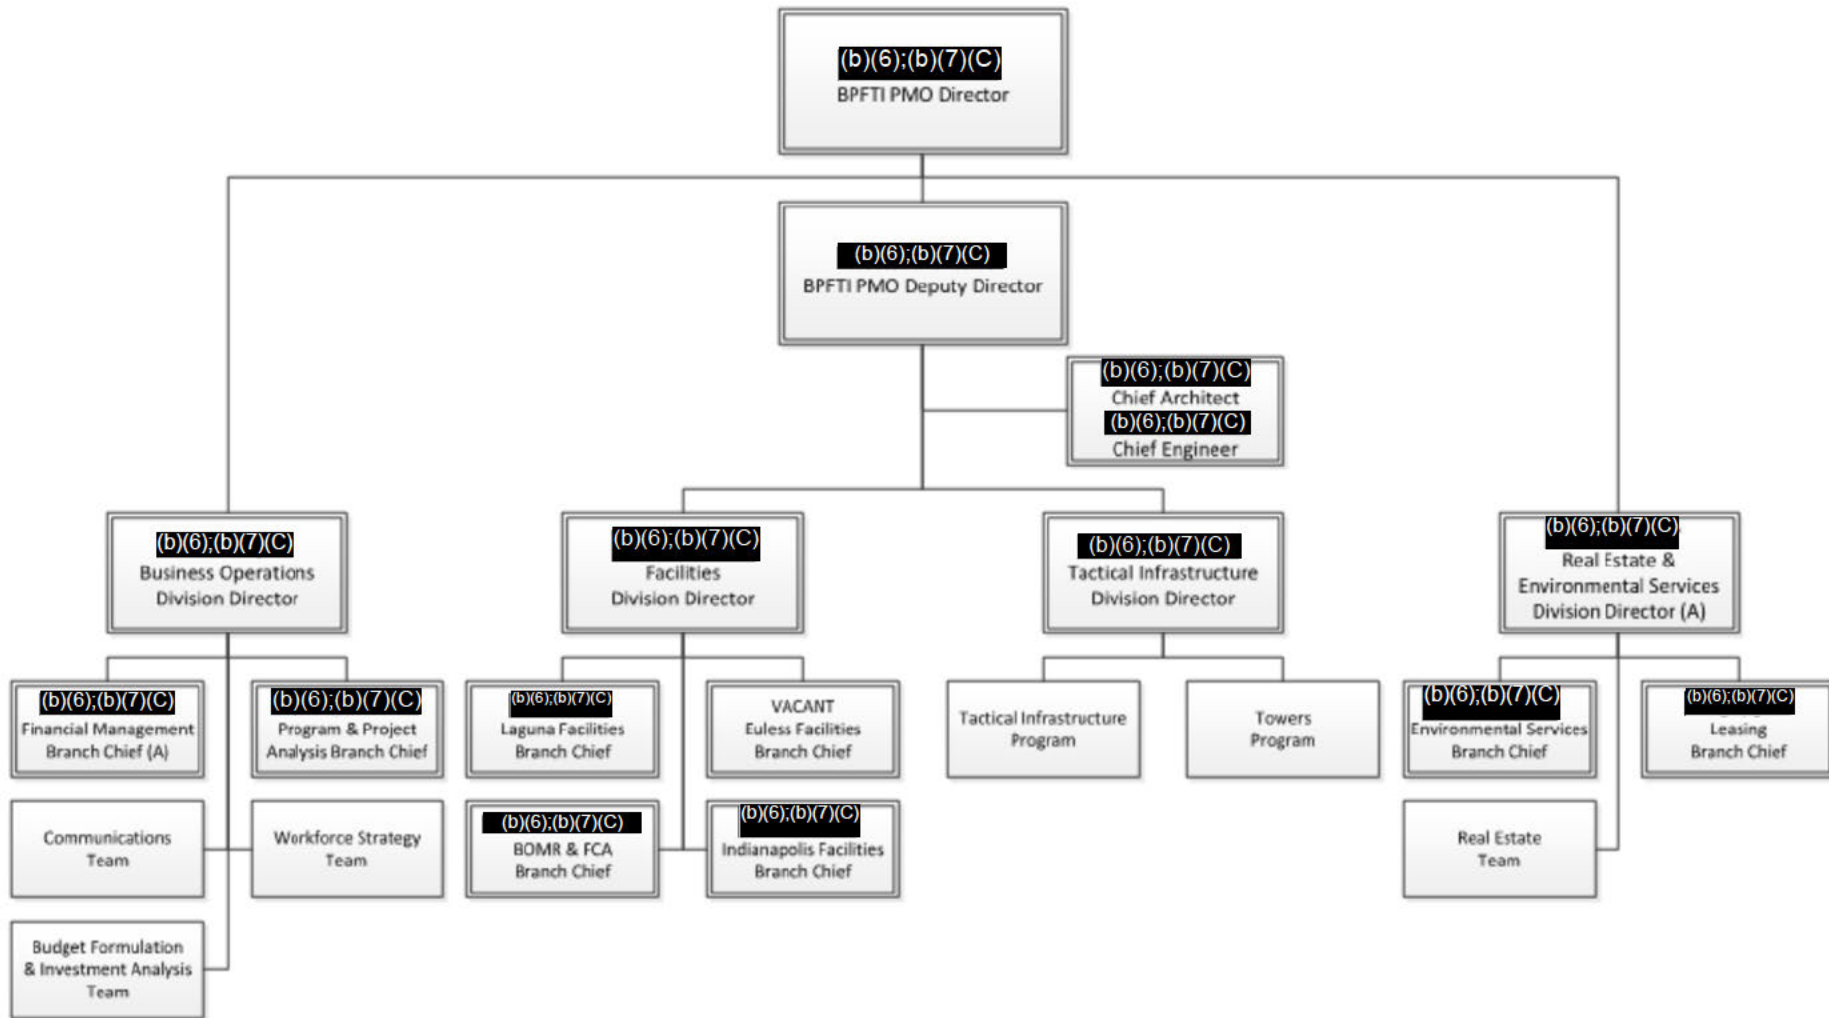 (b)(6);(b)(7)(C)
BPFTI PMO Director
(b)(6);(b)(7)(C)
BPFTI PMO Deputy Director
(b)(6);(b)(7)(C)
Chief Architect
(b)(6);(b)(7)(C)
Chief Engineer
(b)(6);(b)(7)(C)
Business Operations
Division Director
(b)(6);(b)(7)(C)
Facilities
Division Director
(b)(6);(b)(7)(C)
Tactical Infrastructure
Division Director
(b)(6);(b)(7)(C)
Real Estate &
Environmental Services
Division Director (A)
(b)(6);(b)(7)(C)
Financial Management
Branch Chief (A)
(b)(6);(b)(7)(C)
Program & Project
Analysis Branch Chief
(b)(6);(b)(7)(C)
Laguna Facilities
Branch Chief
VACANT
Euless Facilities
Branch Chief
Tactical Infrastructure
Program
Towers
Program
(b)(6);(b)(7)(C)
Environmental Services
Branch Chief
(b)(6);(b)(7)(C)
Leasing
Branch Chief
Communications
Team
Workforce Strategy
Team
(b)(6);(b)(7)(C)
BOMR & FCA
Branch Chief
(b)(6);(b)(7)(C)
Indianapolis Facilities
Branch Chief
Real Estate
Team
Budget Formulation
& Investment Analysis
Team